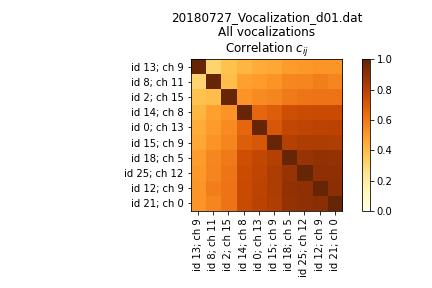 20180727_Vocalization_d01.dat
All vocalizations
Correlation c_ij
id 13; ch 9
id 8; ch 11
id 2; ch 15
id 14; ch 8
id 0; ch 13
id 15; ch 9
id 18; ch 5
id 25; ch 12
id 12; ch 9
id 21; ch 0
1.0
0.8
0.6
0.4
0.2
0.0
id 13; ch 9
id 8; ch 11
id 2; ch 15
id 14; ch 8
id 0; ch 13
id 15; ch 9
id 18; ch 5
id 25; ch 12
id 12; ch 9
id 21; ch 0